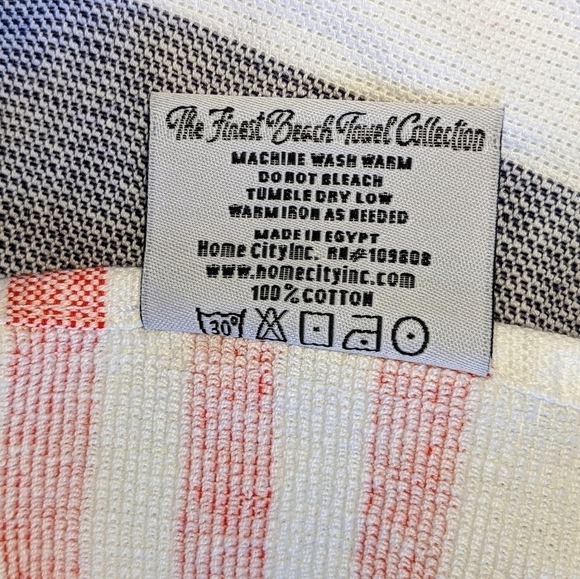 The Finest Beach Towel Collection
MACHINE WASH WARM
DO NOT BLEACH
TUMBLE DRY LOW
WARM IRON AS NEEDED
MADE IN EGYPT
Home City Inc. RN#109808
www.homecityinc.com
100% COTTON
30°